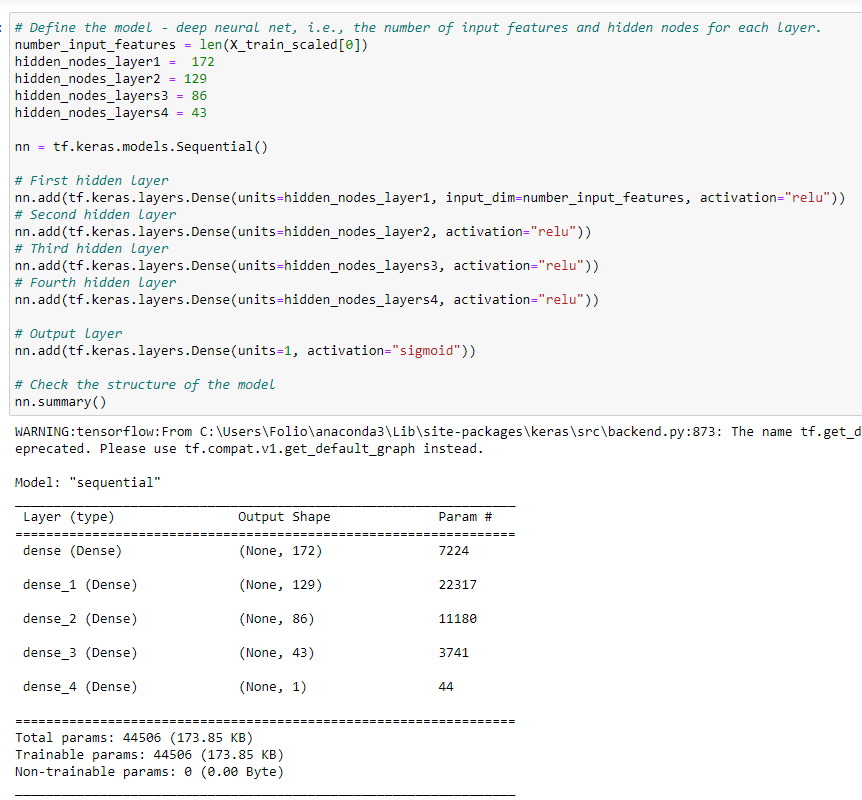 # Define the model - deep neural net, i.e., the number of input features and hidden nodes for each layer.
number_input_features = len(X_train_scaled[0])
hidden_nodes_layer1 =  172
hidden_nodes_layer2 = 129
hidden_nodes_layers3 = 86
hidden_nodes_layers4 = 43
nn = tf.keras.models.Sequential()
# First hidden layer
nn.add(tf.keras.layers.Dense(units=hidden_nodes_layer1, input_dim=number_input_features, activation="relu"))
# Second hidden layer
nn.add(tf.keras.layers.Dense(units=hidden_nodes_layer2, activation="relu"))
# Third hidden layer
nn.add(tf.keras.layers.Dense(units=hidden_nodes_layers3, activation="relu"))
# Fourth hidden layer
nn.add(tf.keras.layers.Dense(units=hidden_nodes_layers4, activation="relu"))
# Output layer
nn.add(tf.keras.layers.Dense(units=1, activation="sigmoid"))
# Check the structure of the model
nn.summary()
WARNING:tensorflow:From C:\Users\Folio\anaconda3\Lib\site-packages\keras\src\backend.py:873: The name tf.get_d
eprecated. Please use tf.compat.v1.get_default_graph instead.
Model: "sequential"
Layer (type) Output Shape Param #
dense (Dense) (None, 172) 7224
dense_1 (Dense) (None, 129) 22317
dense_2 (Dense) (None, 86) 11180
dense_3 (Dense) (None, 43) 3741
dense_4 (Dense) (None, 1) 44
Total params: 44506 (173.85 KB)
Trainable params: 44506 (173.85 KB)
Non-trainable params: 0 (0.00 Byte)